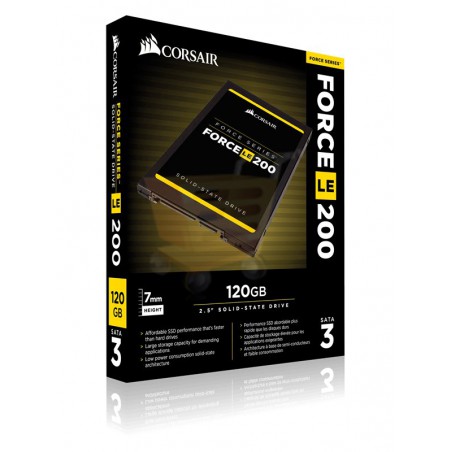 CORSAIR
FORCE SERIES™
SOLID-STATE DRIVE
LE
200
120
GB
SATA
3
CORSAIR
FORCE SERIES™
FORCE LE 200
SATA
3
CORSAIR
FORCE SERIES™
FORCE LE 200
SOLID-STATE DRIVE
7mm
HEIGHT
120GB
2.5" SOLID-STATE DRIVE
• Affordable SSD performance that's faster
than hard drives
• Large storage capacity for demanding
applications
• Low power consumption solid-state
architecture
• Performance SSD abordable plus
rapide que les disques durs
• Capacité de stockage élevée pour les
applications exigeantes
• Architecture à base de semi-conducteurs
et faible consommation